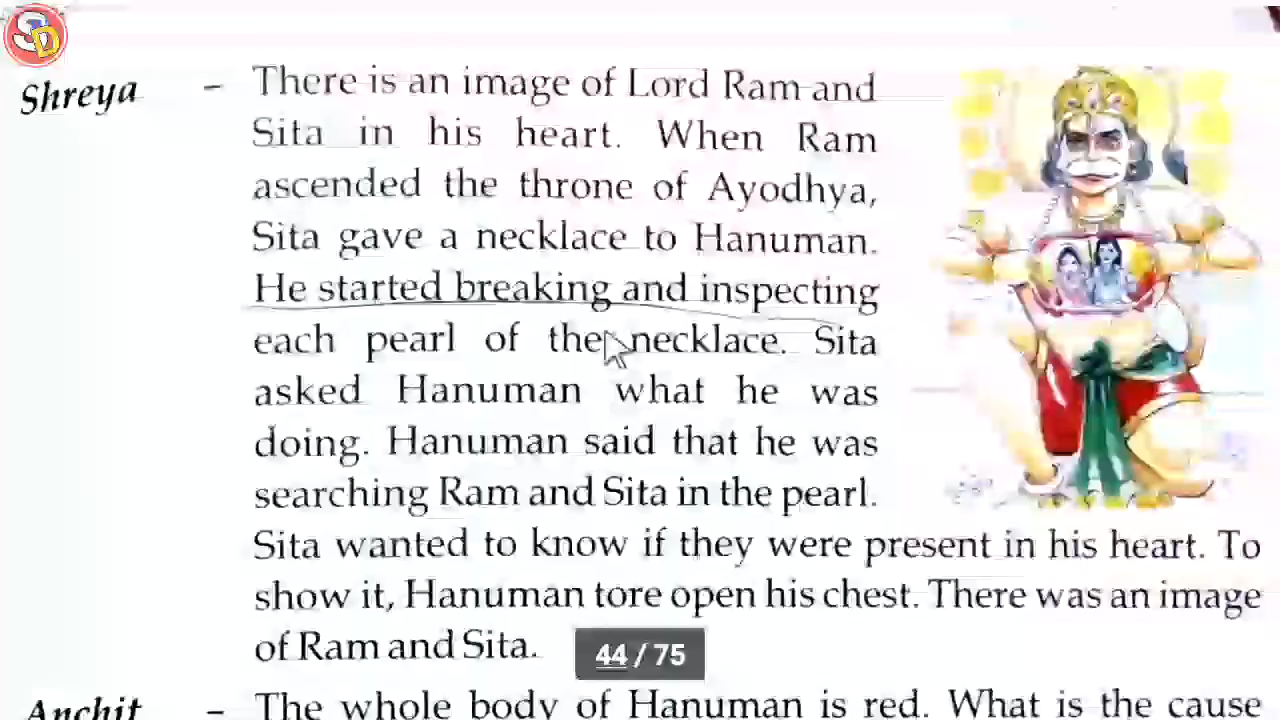 SD
Shreya - There is an image of Lord Ram and
Sita in his heart. When Ram
ascended the throne of Ayodhya,
Sita gave a necklace to Hanuman.
He started breaking and inspecting
each pearl of the necklace. Sita
asked Hanuman what he was
doing. Hanuman said that he was
searching Ram and Sita in the pearl.
Sita wanted to know if they were present in his heart. To
show it, Hanuman tore open his chest. There was an image
of Ram and Sita.
44 / 75
Anchit - The whole body of Hanuman is red. What is the cause